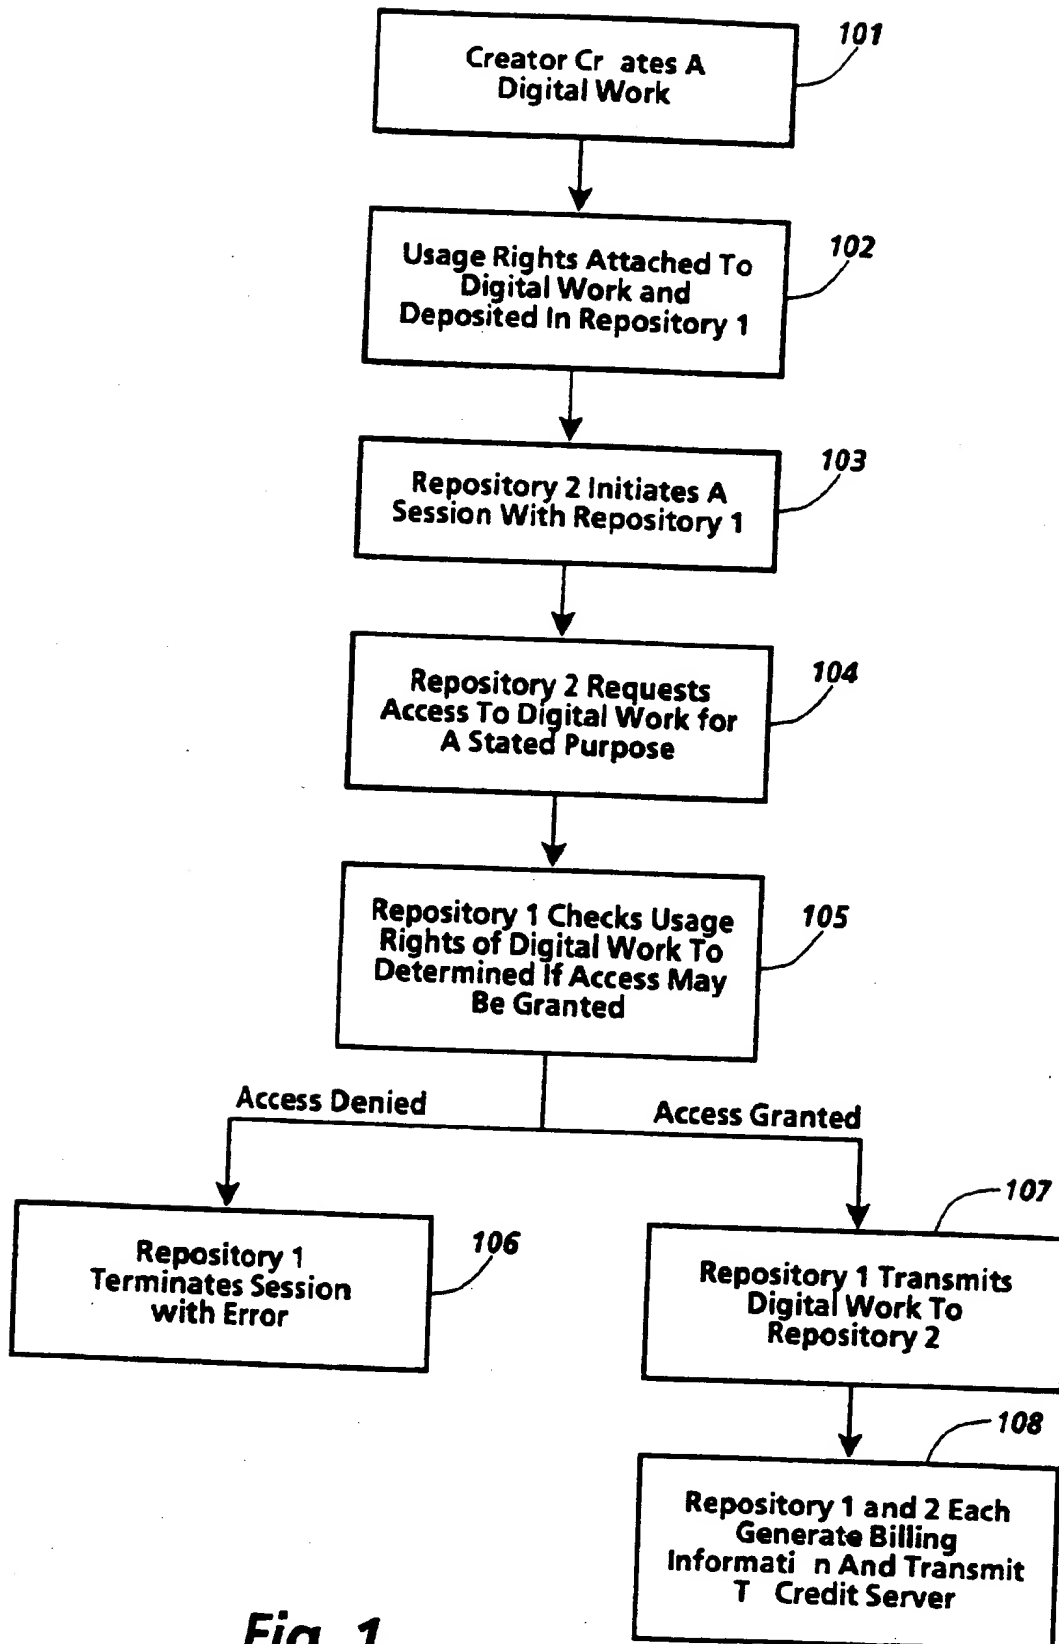 Creator Cr ates A
Digital Work
101
Usage Rights Attached To
Digital Work and
Deposited In Repository 1
102
Repository 2 Initiates A
Session With Repository 1
103
Repository 2 Requests
Access To Digital Work for
A Stated Purpose
104
Repository 1 Checks Usage
Rights of Digital Work To
Determined If Access May
Be Granted
105
Access Denied
Access Granted
Repository 1
Terminates Session
with Error
106
107
Repository 1 Transmits
Digital Work To
Repository 2
108
Repository 1 and 2 Each
Generate Billing
Informati n And Transmit
T Credit Server
Fig. 1